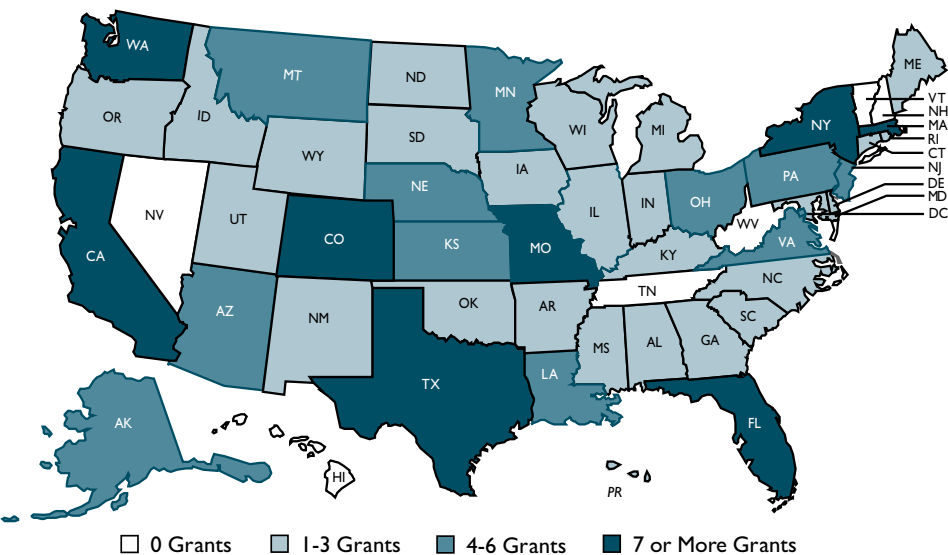 WA
MT
ND
MN
ME
OR
ID
SD
WI
MI
NY
VT
NH
MA
RI
CT
NJ
DE
MD
DC
WY
NE
IA
PA
NV
UT
CO
KS
MO
IL
IN
OH
WV
VA
KY
CA
AZ
NM
OK
AR
TN
NC
SC
MS
AL
GA
LA
TX
FL
AK
HI
PR
0 Grants
1-3 Grants
4-6 Grants
7 or More Grants